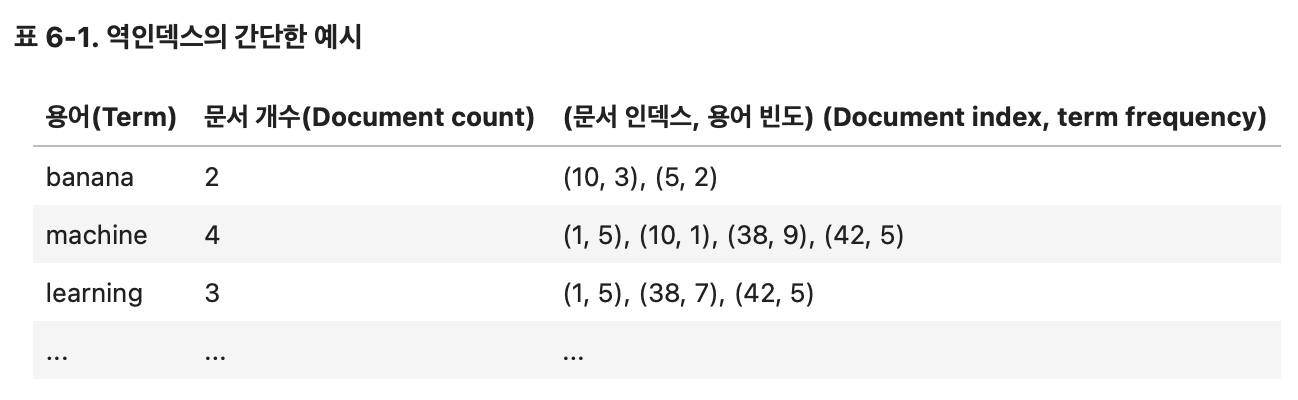 표 6-1. 역인덱스의 간단한 예시
용어(Term) 문서 개수(Document count) (문서 인덱스, 용어 빈도) (Document index, term frequency)
banana 2 (10, 3), (5, 2)
machine 4 (1, 5), (10, 1), (38, 9), (42, 5)
learning 3 (1, 5), (38, 7), (42, 5)
... ... ...